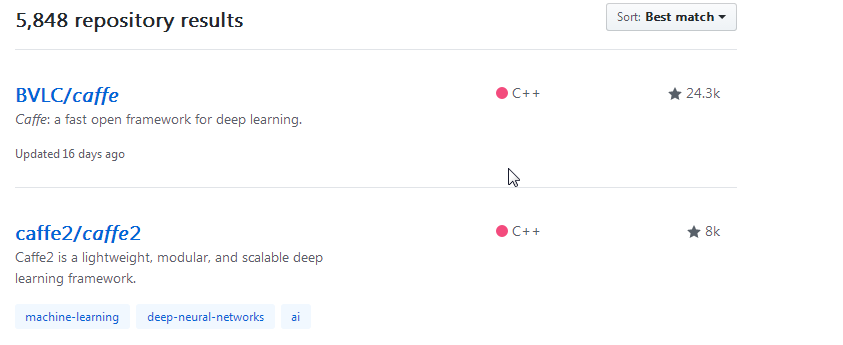 5,848 repository results
Sort: Best match
BVLC/caffe
C++
24.3k
Caffe: a fast open framework for deep learning.
Updated 16 days ago
caffe2/caffe2
C++
8k
Caffe2 is a lightweight, modular, and scalable deep
learning framework.
machine-learning
deep-neural-networks
ai